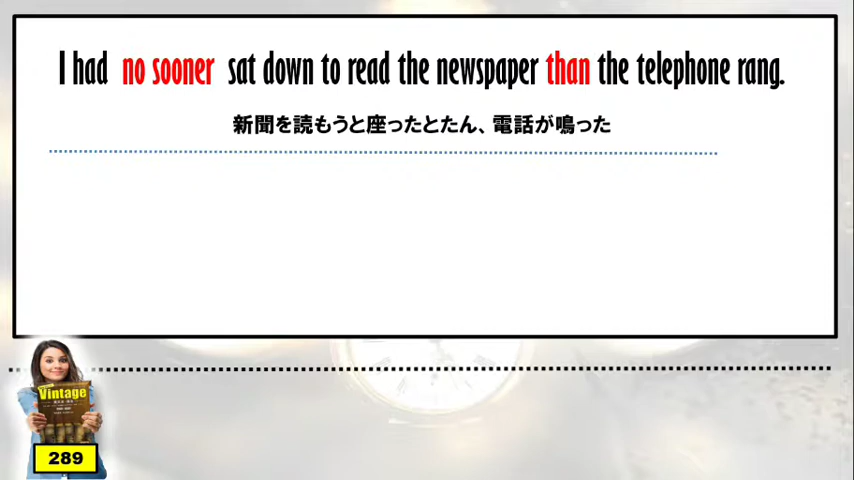 I had no sooner sat down to read the newspaper than the telephone rang.
新聞を読もうと座ったとたん、電話が鳴った
Vintage
289